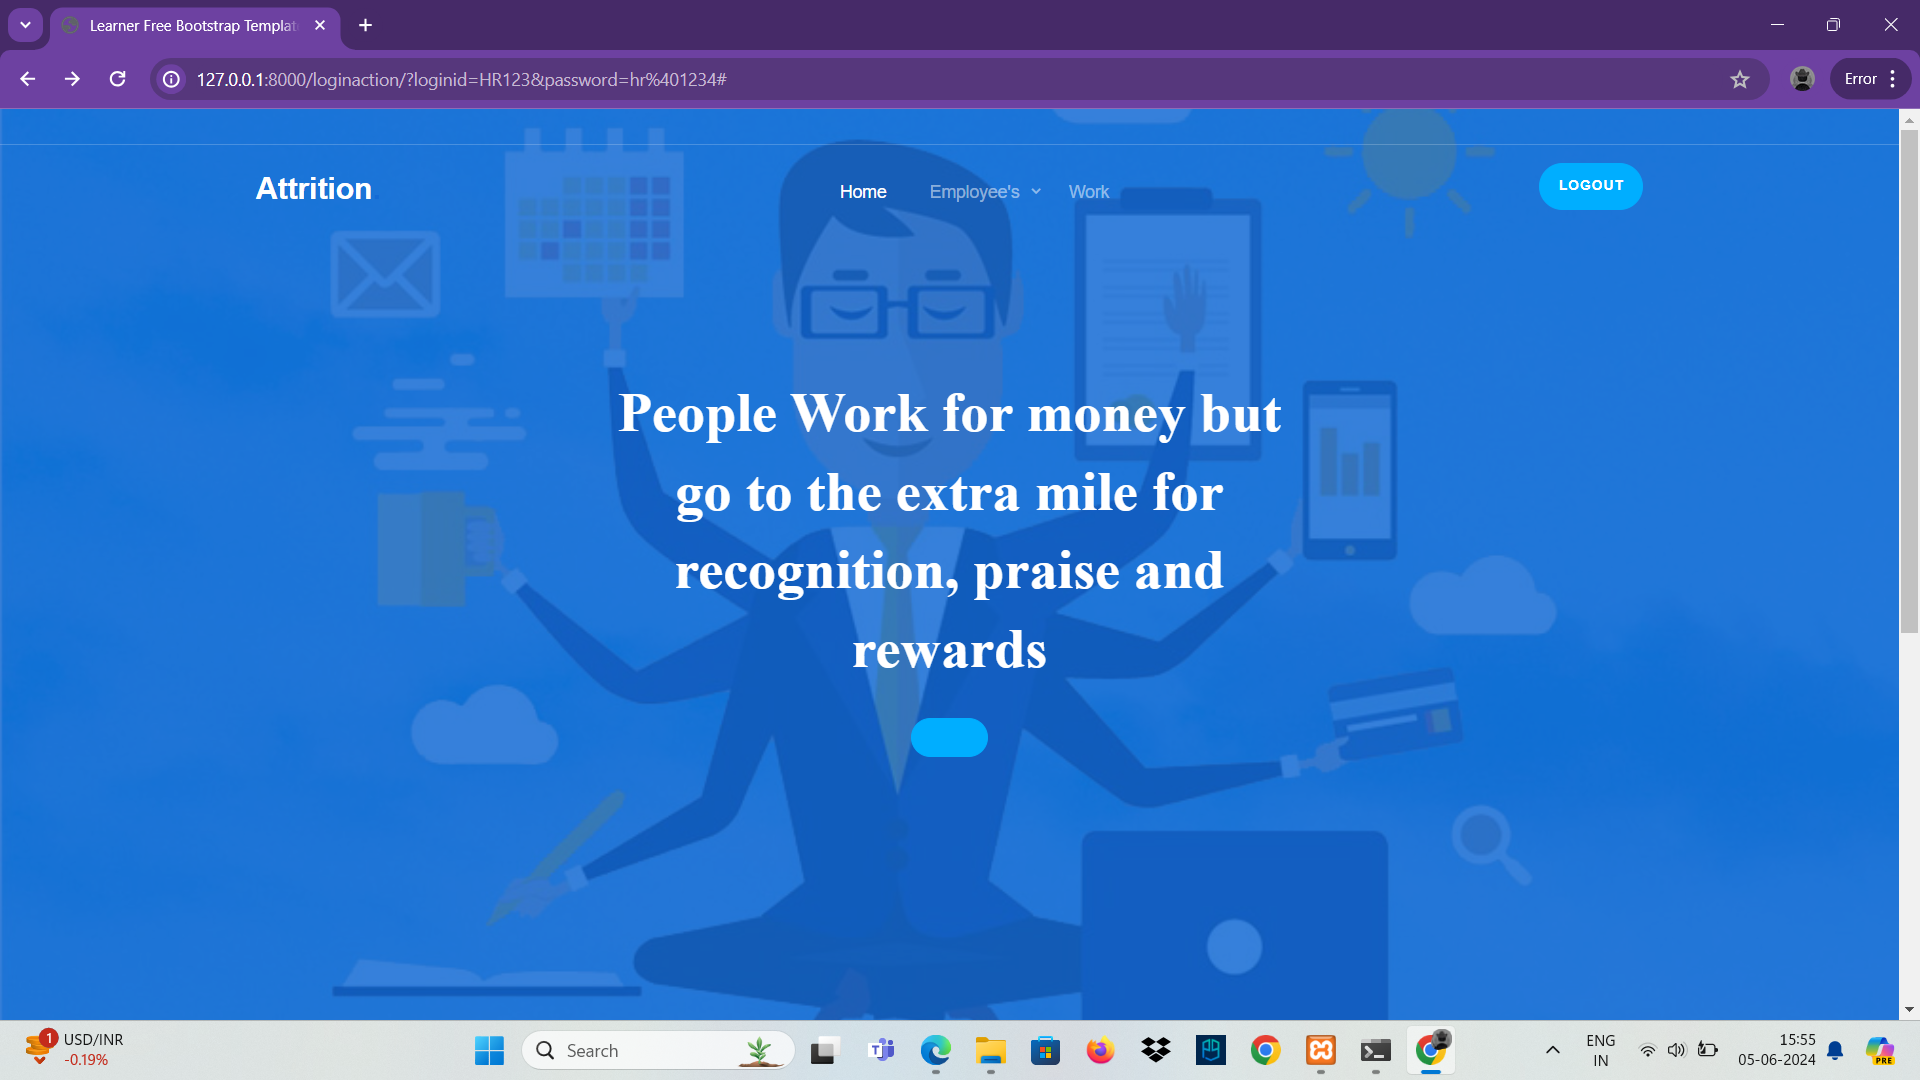 Learner Free Bootstrap Templat
127.0.0.1:8000/loginaction/?loginid=HR123&password=hr%401234#
Error
Attrition
Home
Employee's
Work
LOGOUT
People Work for money but
go to the extra mile for
recognition, praise and
rewards
1
USD/INR
-0.19%
Search
ENG
IN
15:55
05-06-2024
PRE